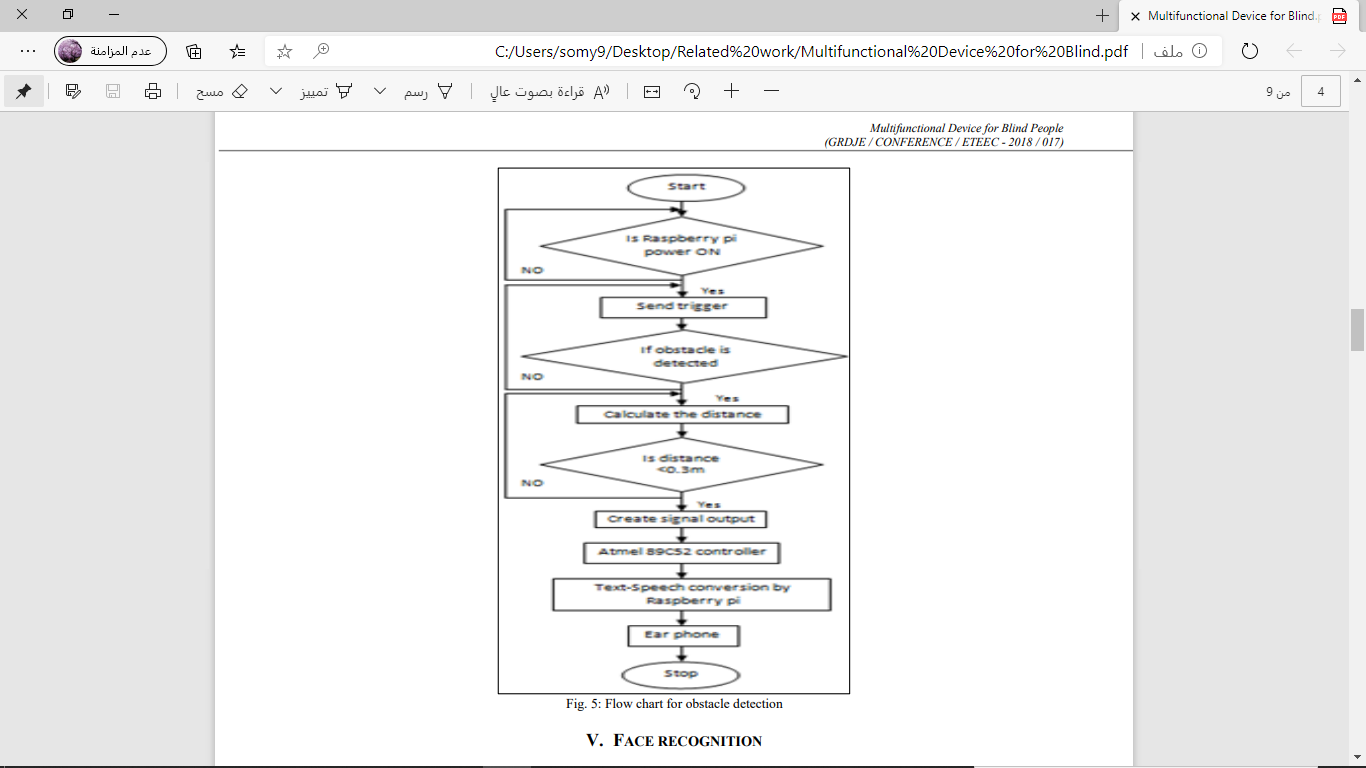 Multifunctional Device for Blind.p
عدم المزامنة
C:/Users/somy9/Desktop/Related%20work/Multifunctional%20Device%20for%20Blind.pdf
ملف
مسح
تمييز
رسم
قراءة بصوت عالٍ
من 9
4
Multifunctional Device for Blind People
(GRDJE / CONFERENCE / ETEEC - 2018 / 017)
Start
Is Raspberry pi
power ON
NO
Yes
Send trigger
If obstacle is
detected
NO
Yes
Calculate the distance
Is distance
<0.3m
NO
Yes
Create signal output
Atmel 89C52 controller
Text-Speech conversion by
Raspberry pi
Ear phone
Stop
Fig. 5: Flow chart for obstacle detection
V. FACE RECOGNITION